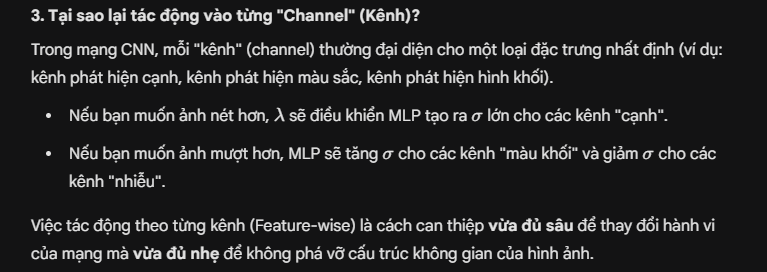 3. Tại sao lại tác động vào từng "Channel" (Kênh)?
Trong mạng CNN, mỗi "kênh" (channel) thường đại diện cho một loại đặc trưng nhất định (ví dụ:
kênh phát hiện cạnh, kênh phát hiện màu sắc, kênh phát hiện hình khối).
• Nếu bạn muốn ảnh nét hơn, λ sẽ điều khiển MLP tạo ra σ lớn cho các kênh "cạnh".
• Nếu bạn muốn ảnh mượt hơn, MLP sẽ tăng σ cho các kênh "màu khối" và giảm σ cho các
kênh "nhiễu".
Việc tác động theo từng kênh (Feature-wise) là cách can thiệp vừa đủ sâu để thay đổi hành vi
của mạng mà vừa đủ nhẹ để không phá vỡ cấu trúc không gian của hình ảnh.